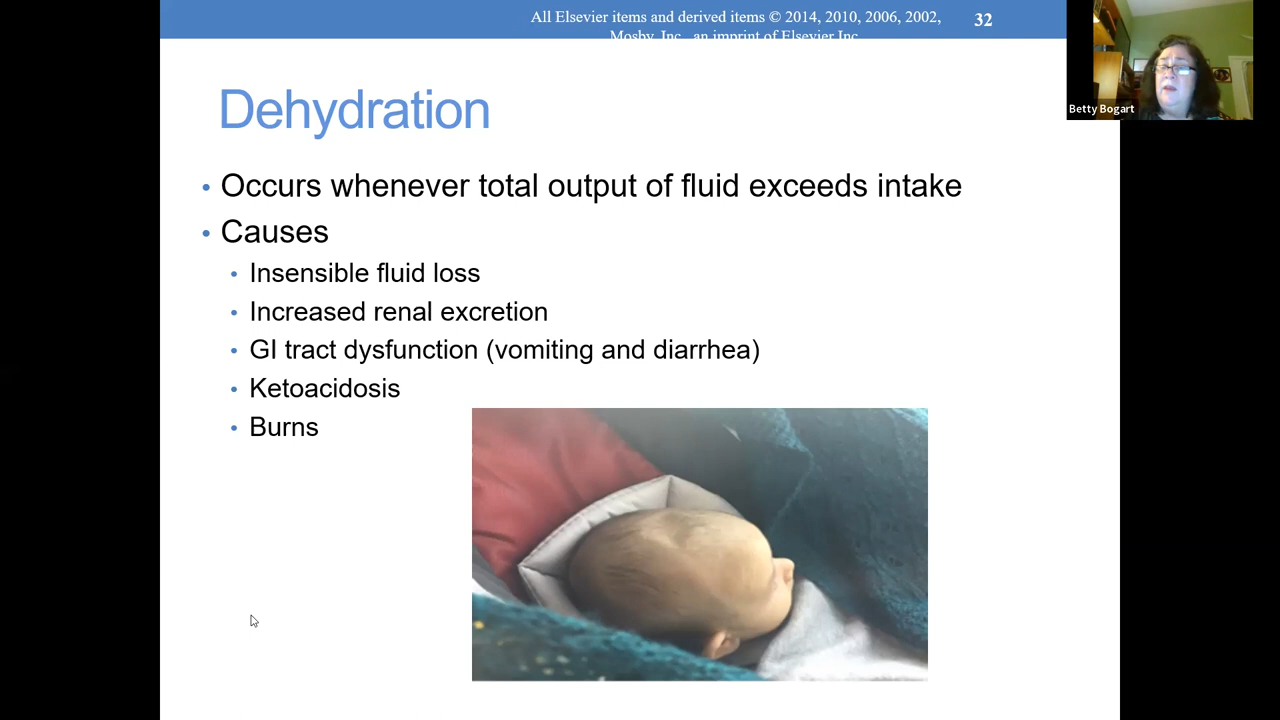 All Elsevier items and derived items © 2014, 2010, 2006, 2002,
Mosby, Inc., an imprint of Elsevier Inc.
32
Betty Bogart
Dehydration
• Occurs whenever total output of fluid exceeds intake
• Causes
• Insensible fluid loss
• Increased renal excretion
• GI tract dysfunction (vomiting and diarrhea)
• Ketoacidosis
• Burns